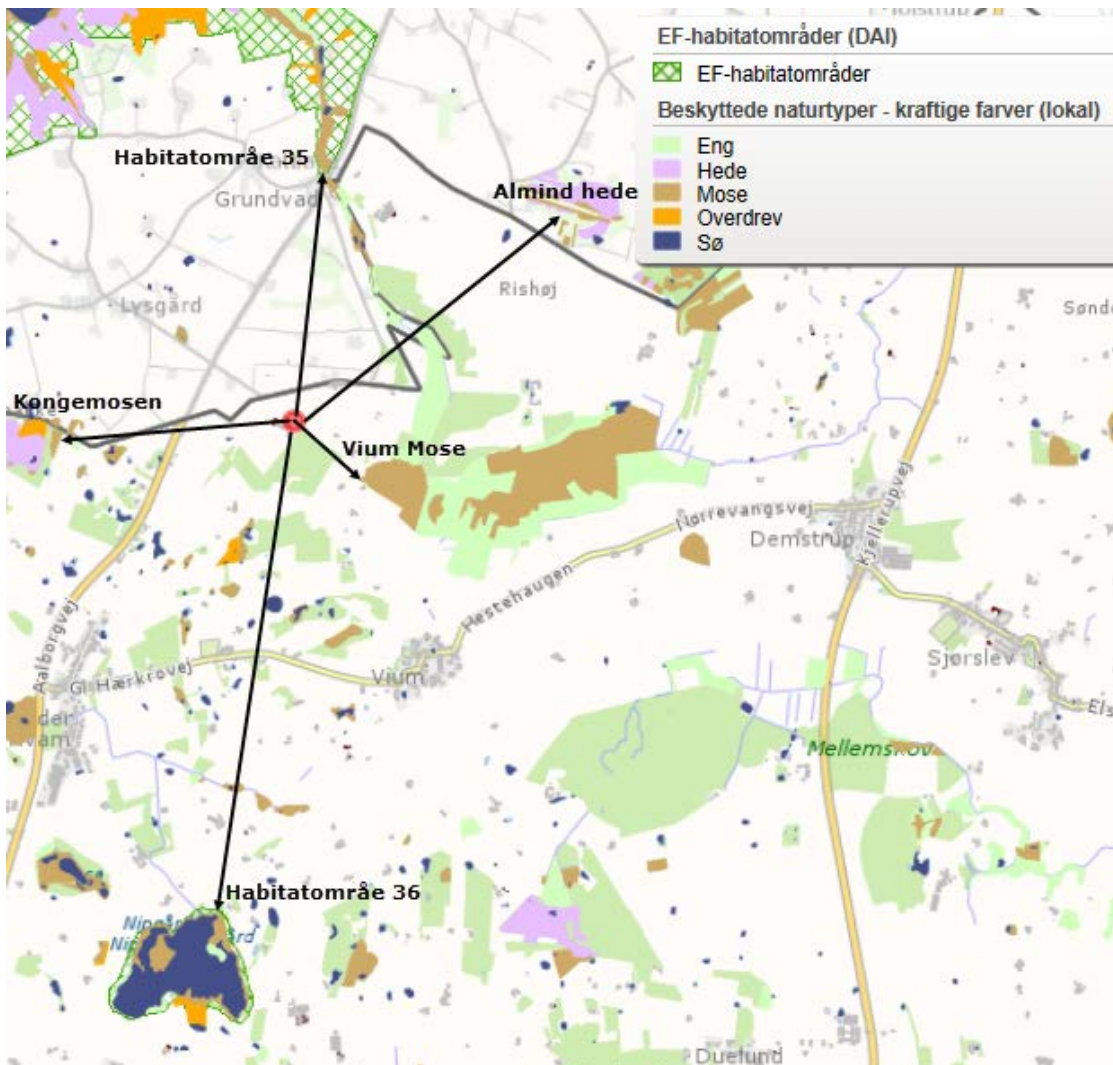 EF-habitatområder (DAI)
EF-habitatområder
Beskyttede naturtyper - kraftige farver (lokal)
Eng
Hede
Mose
Overdrev
Sø
Habitatområe 35
Grundvad
Almind hede
Lysgård
Rishøj
Kongemosen
Vium Mose
Nørrevangsvej
Demstrup
Kjellerupvej
Hestehaugen
Aalborgvej
G Hærkrovej
Vium
Sjørslev
Els
Mellemskov
Habitatområe 36
Duelund